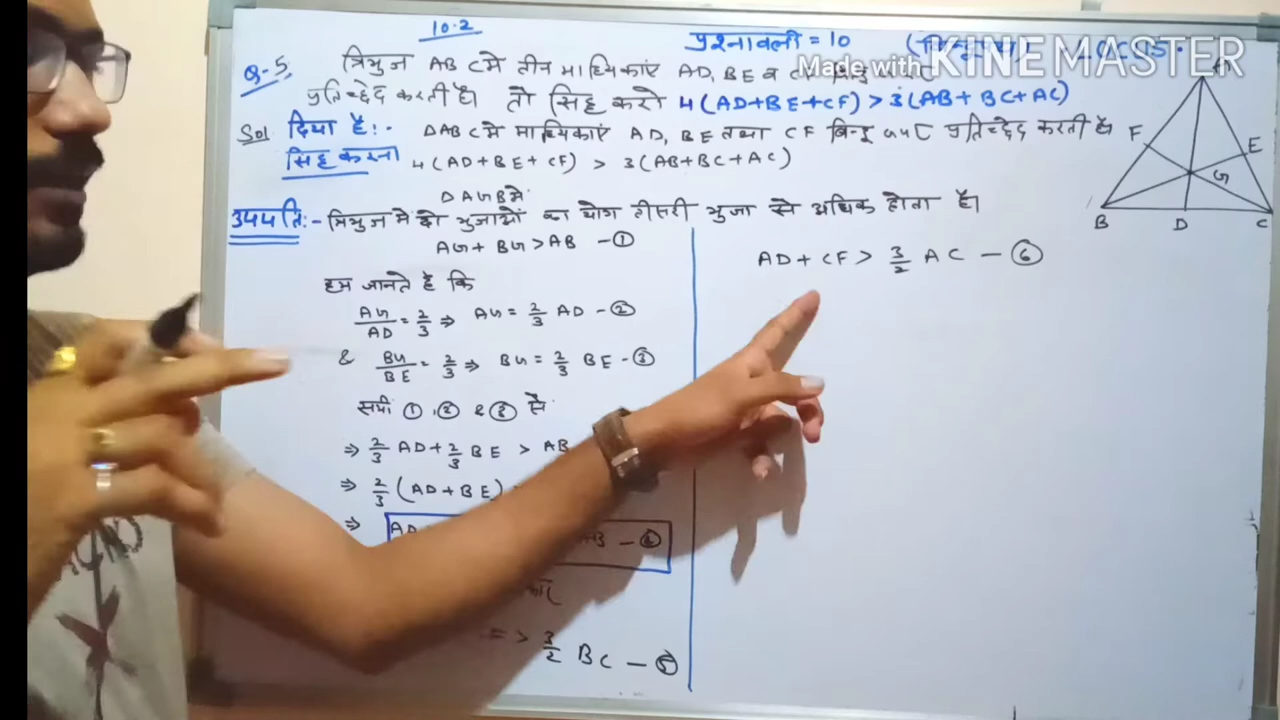 10.2
प्रश्नावली = 10
Made with KINEMASTER
Q-5 त्रिभुज ABC मे तीन माध्यिकाएं AD, BE व
प्रतिच्छेद करती है। तो सिद्ध करो 4(AD+BE+CF) > 3(AB+BC+AC)
Sol दिया है:- ΔABC मे माध्यिकाएं AD, BE तथा CF बिन्दु G पर प्रतिच्छेद करती है।
सिद्ध करना 4(AD+BE+CF) > 3(AB+BC+AC)
ΔAGB मे
उपपति:- त्रिभुज मे दो भुजाओं का योग तीसरी भुजा से अधिक होता है।
AG + BG > AB - ①
हम जानते है कि
AG/AD = 2/3 ⇒ AG = 2/3 AD - ②
& BG/BE = 2/3 ⇒ BG = 2/3 BE - ③
समी ①, ② & ③ से
⇒ 2/3 AD + 2/3 BE > AB
⇒ 2/3 (AD+BE)
⇒ AD
> 3/2 BC - ⑤
AD + CF > 3/2 AC - ⑥
F
E
G
B
D
C